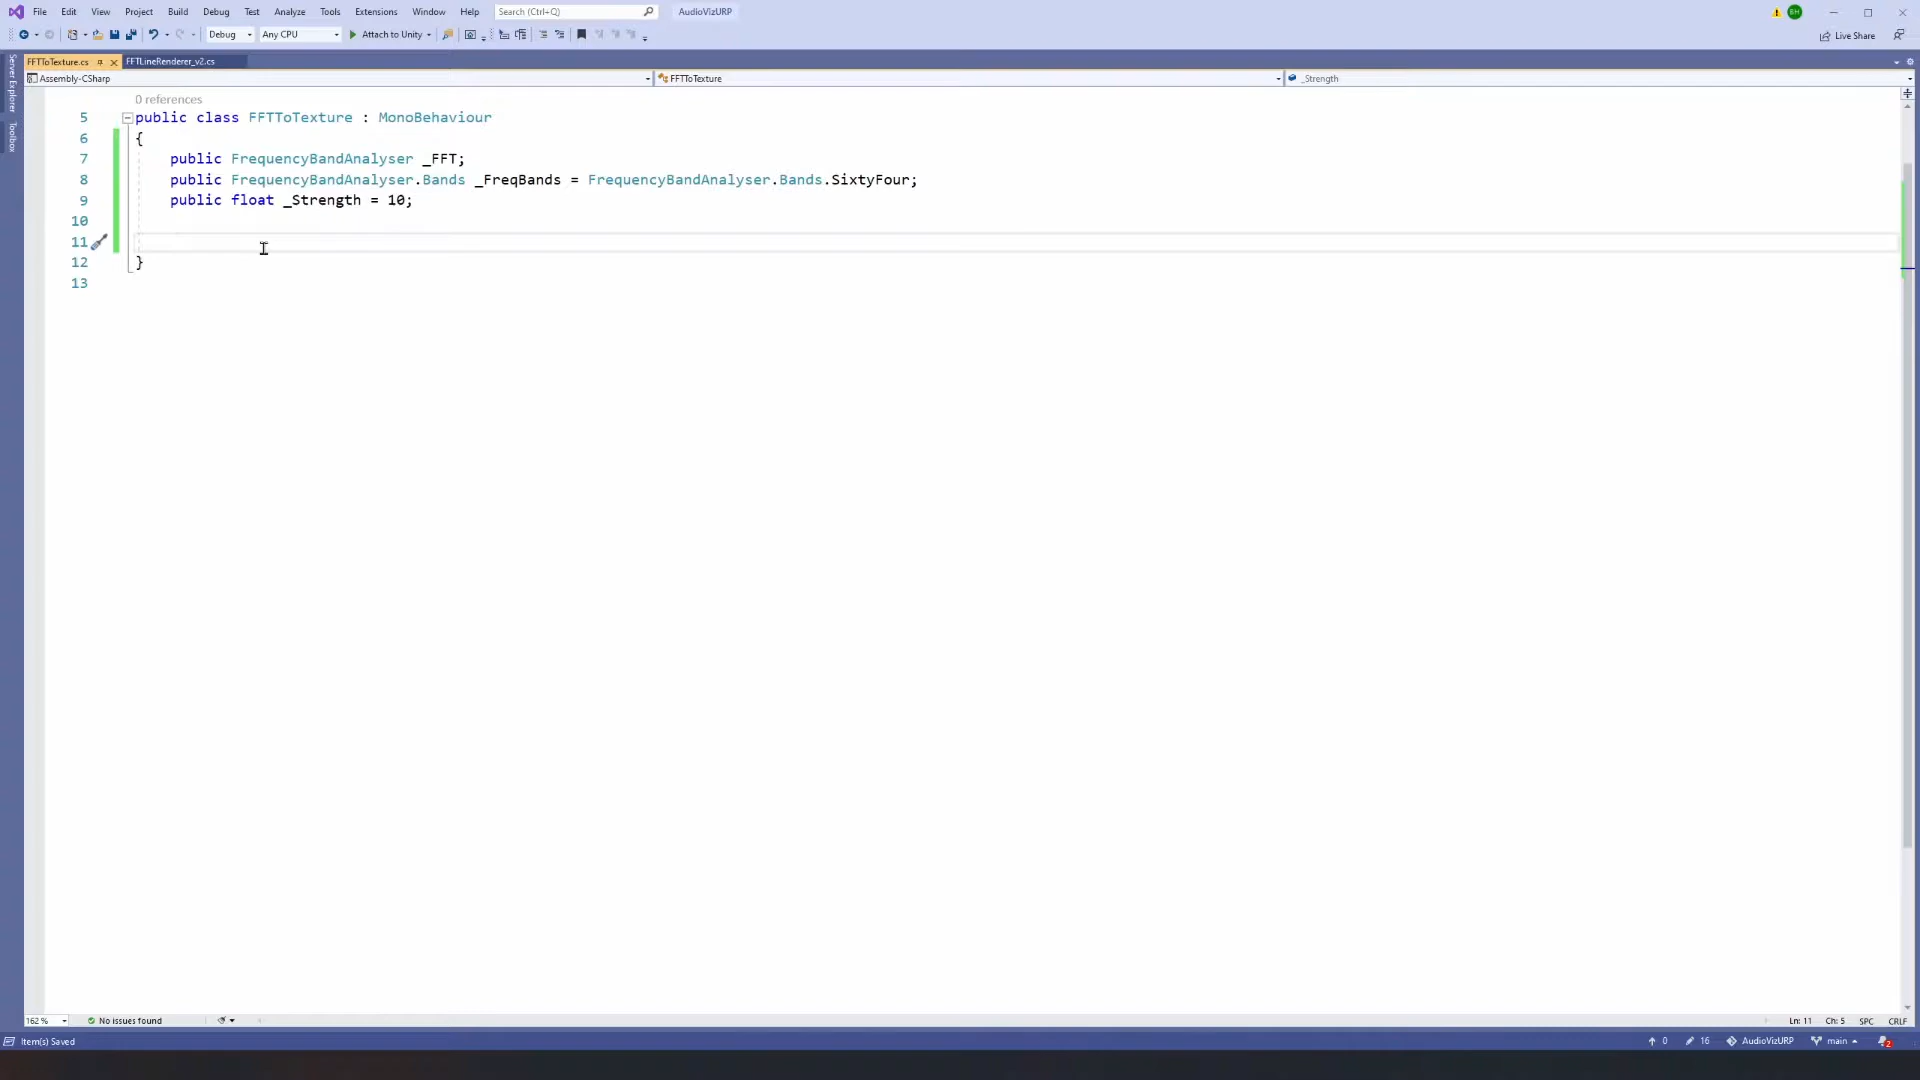 File Edit View Project Build Debug Test Analyze Tools Extensions Window Help Search (Ctrl+Q) AudioVizURP
Debug Any CPU Attach to Unity Live Share
FFTToTexture.cs FFTLineRenderer_v2.cs
Assembly-CSharp FFTToTexture _Strength
Server Explorer
Toolbox
0 references
5 public class FFTToTexture : MonoBehaviour
6 {
7 public FrequencyBandAnalyser _FFT;
8 public FrequencyBandAnalyser.Bands _FreqBands = FrequencyBandAnalyser.Bands.SixtyFour;
9 public float _Strength = 10;
10
11
12 }
13
162 % No issues found Ln: 11 Ch: 5 SPC CRLF
Item(s) Saved 0 16 AudioVizURP main 2